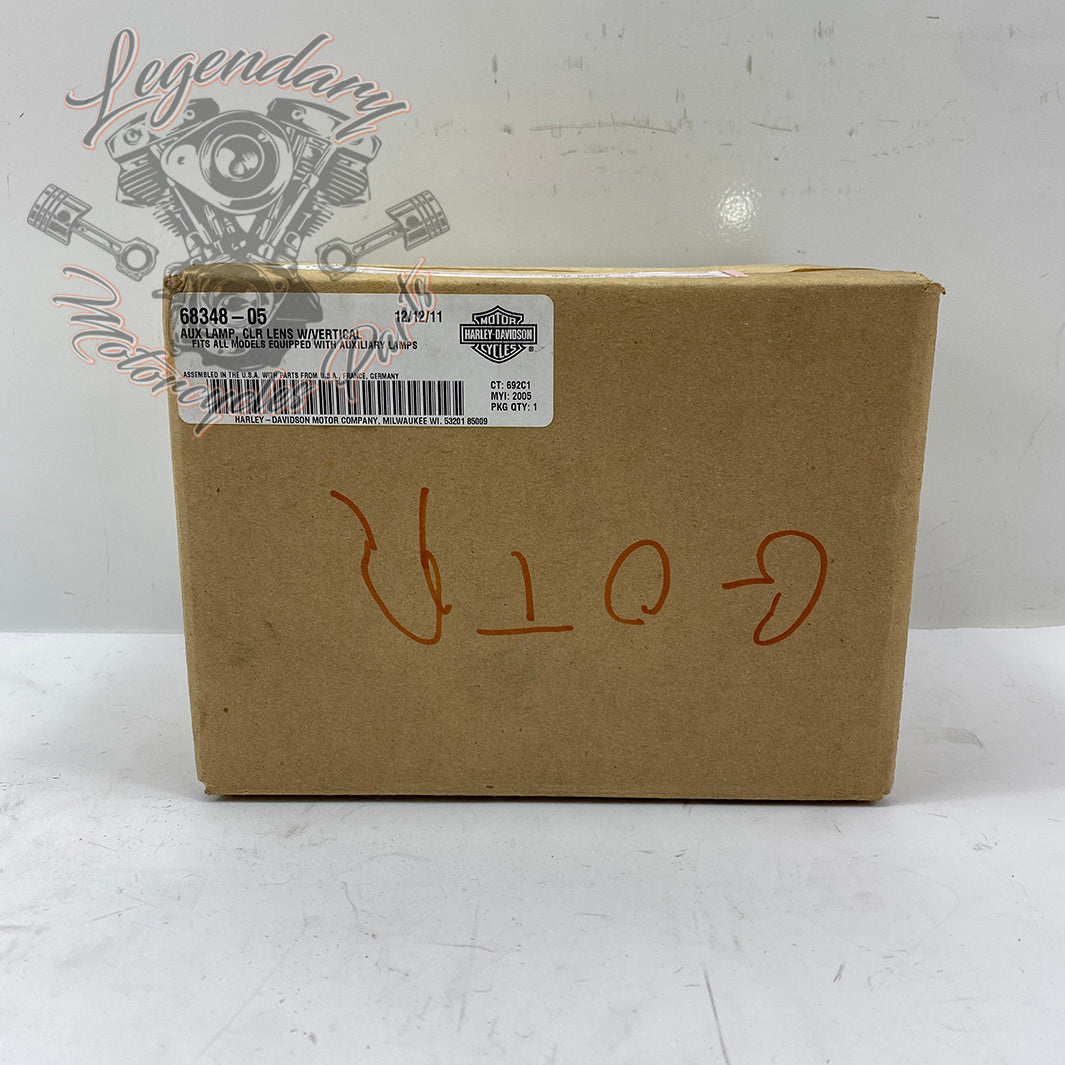 Legendary
Motorcycles Parts
68348-05 12/12/11
AUX LAMP, CLR LENS W/VERTICAL
FITS ALL MODELS EQUIPPED WITH AUXILIARY LAMPS
MOTOR
HARLEY-DAVIDSON
CYCLES
®
ASSEMBLED IN THE U.S.A. WITH PARTS FROM U.S.A., FRANCE, GERMANY
CT: 692C1
MYI: 2005
PKG QTY: 1
HARLEY-DAVIDSON MOTOR COMPANY, MILWAUKEE WI. 53201 85009
GOTR